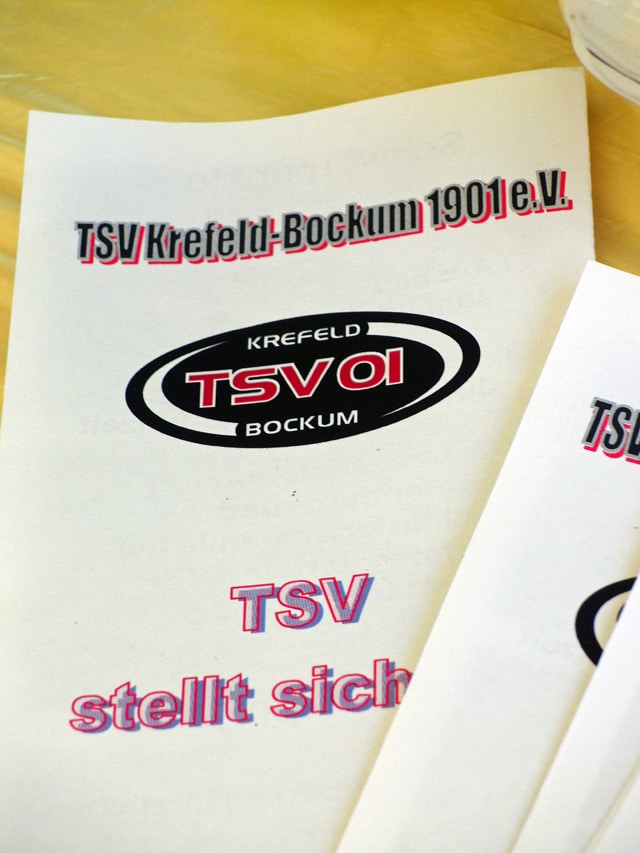 TSV Krefeld-Bockum 1901 e.V.
KREFELD
TSV 01
BOCKUM
TSV
stellt sich
TSV